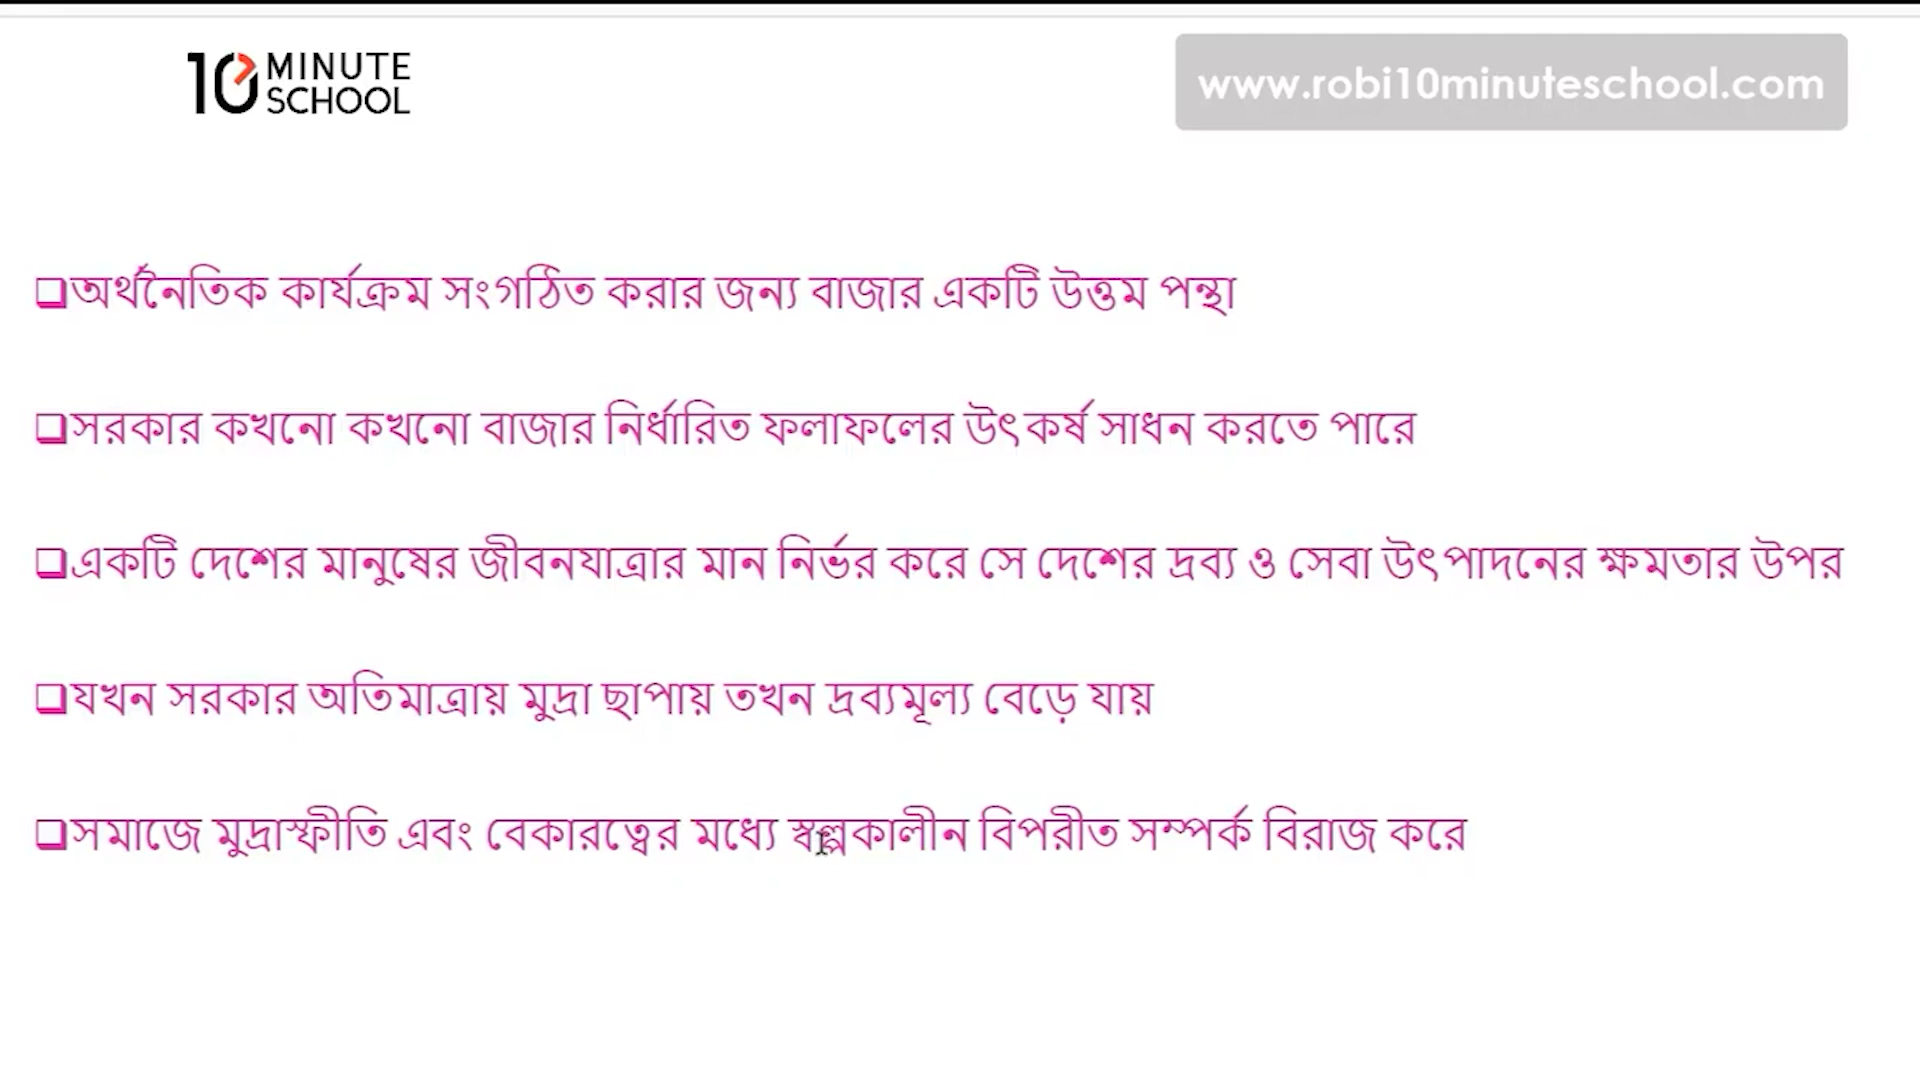 10 MINUTE SCHOOL
www.robi10minuteschool.com
❑অর্থনৈতিক কার্যক্রম সংগঠিত করার জন্য বাজার একটি উত্তম পন্থা
❑সরকার কখনো কখনো বাজার নির্ধারিত ফলাফলের উৎকর্ষ সাধন করতে পারে
❑একটি দেশের মানুষের জীবনযাত্রার মান নির্ভর করে সে দেশের দ্রব্য ও সেবা উৎপাদনের ক্ষমতার উপর
❑যখন সরকার অতিমাত্রায় মুদ্রা ছাপায় তখন দ্রব্যমূল্য বেড়ে যায়
❑সমাজে মুদ্রাস্ফীতি এবং বেকারত্বের মধ্যে স্বল্পকালীন বিপরীত সম্পর্ক বিরাজ করে